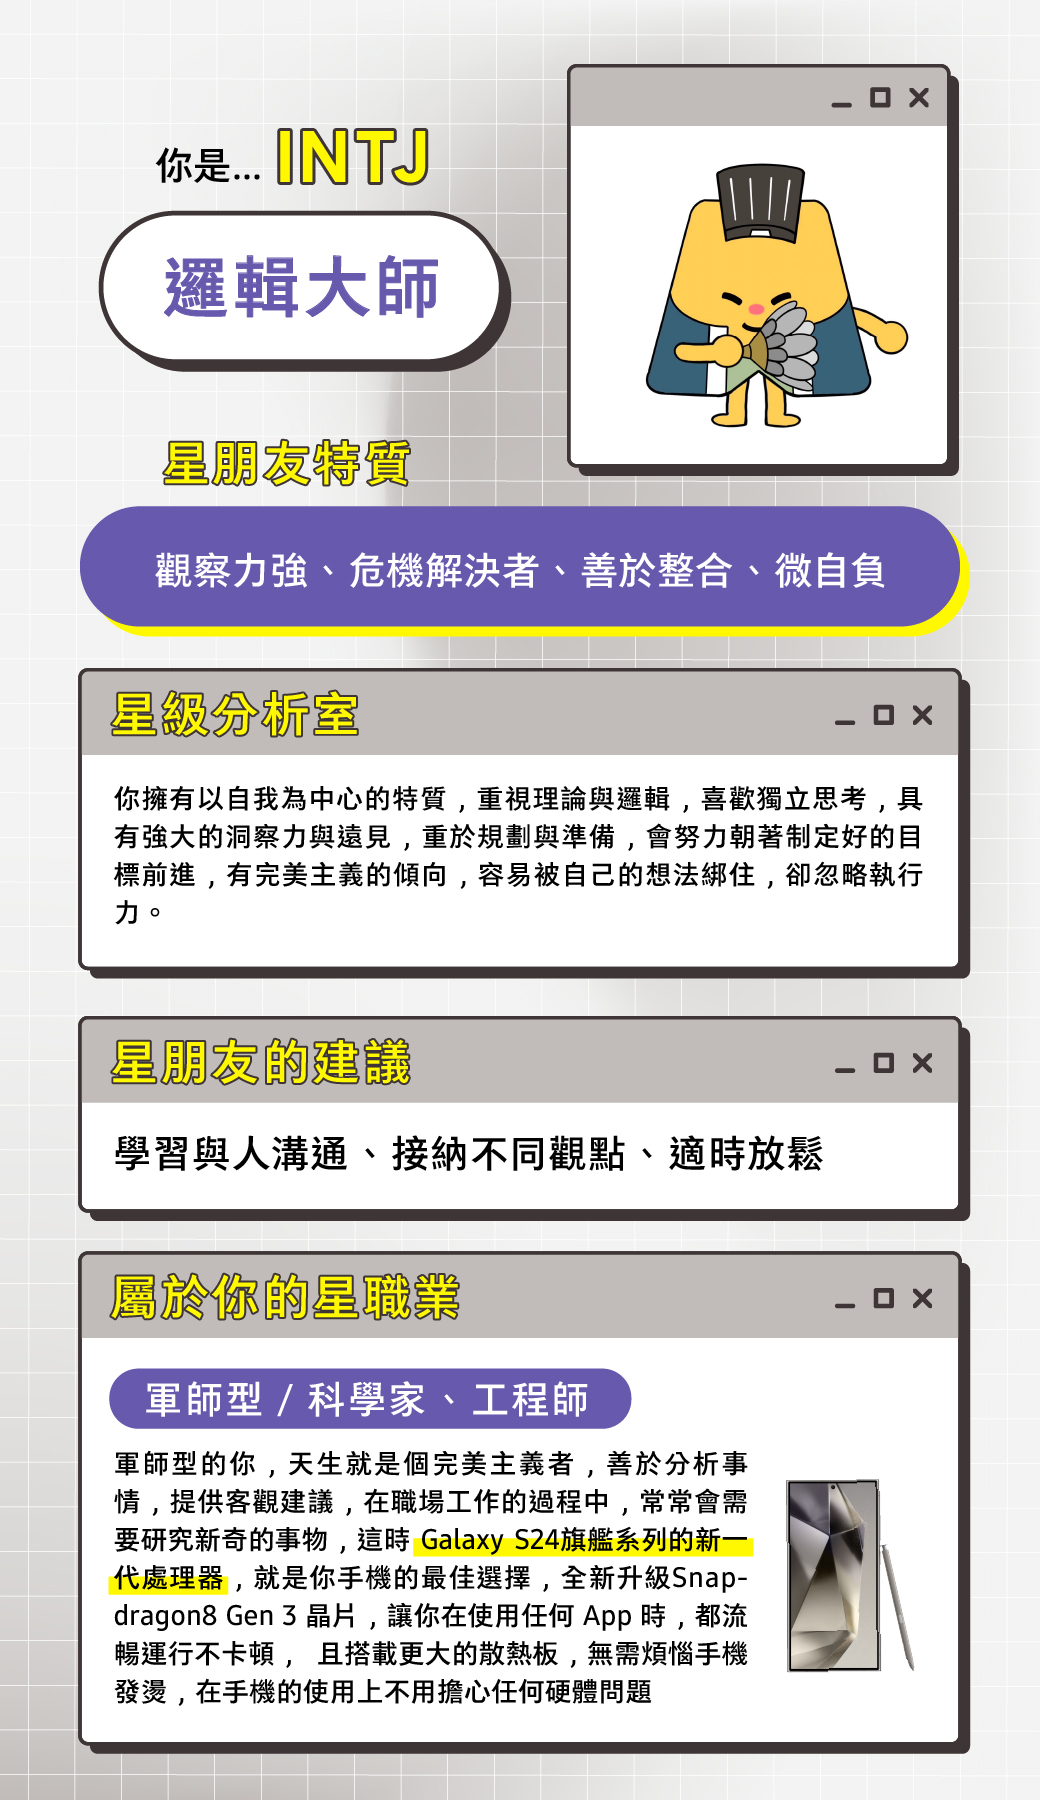 你是... INTJ
邏輯大師
星朋友特質
觀察力強、危機解決者、善於整合、微自負
星級分析室
你擁有以自我為中心的特質，重視理論與邏輯，喜歡獨立思考，具
有強大的洞察力與遠見，重於規劃與準備，會努力朝著制定好的目
標前進，有完美主義的傾向，容易被自己的想法綁住，卻忽略執行
力。
星朋友的建議
學習與人溝通、接納不同觀點、適時放鬆
屬於你的星職業
軍師型 / 科學家、工程師
軍師型的你，天生就是個完美主義者，善於分析事
情，提供客觀建議，在職場工作的過程中，常常會需
要研究新奇的事物，這時 Galaxy S24旗艦系列的新一
代處理器，就是你手機的最佳選擇，全新升級Snap-
dragon8 Gen 3 晶片，讓你在使用任何 App 時，都流
暢運行不卡頓， 且搭載更大的散熱板，無需煩惱手機
發燙，在手機的使用上不用擔心任何硬體問題